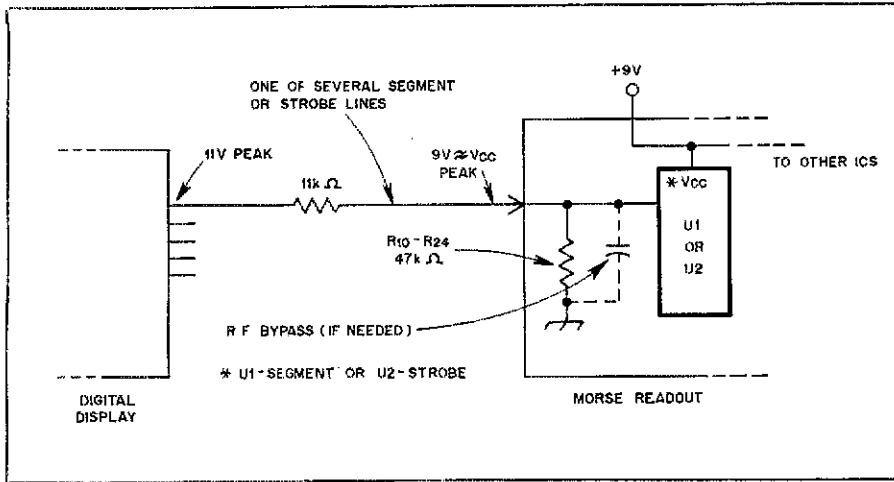 +9V
ONE OF SEVERAL SEGMENT
OR STROBE LINES
11V PEAK
9V ≈ VCC
PEAK
TO OTHER ICS
11k Ω
* VCC
U1
OR
U2
R10 - R24
47k Ω
R F BYPASS (IF NEEDED)
* U1-SEGMENT OR U2-STROBE
DIGITAL
DISPLAY
MORSE READOUT